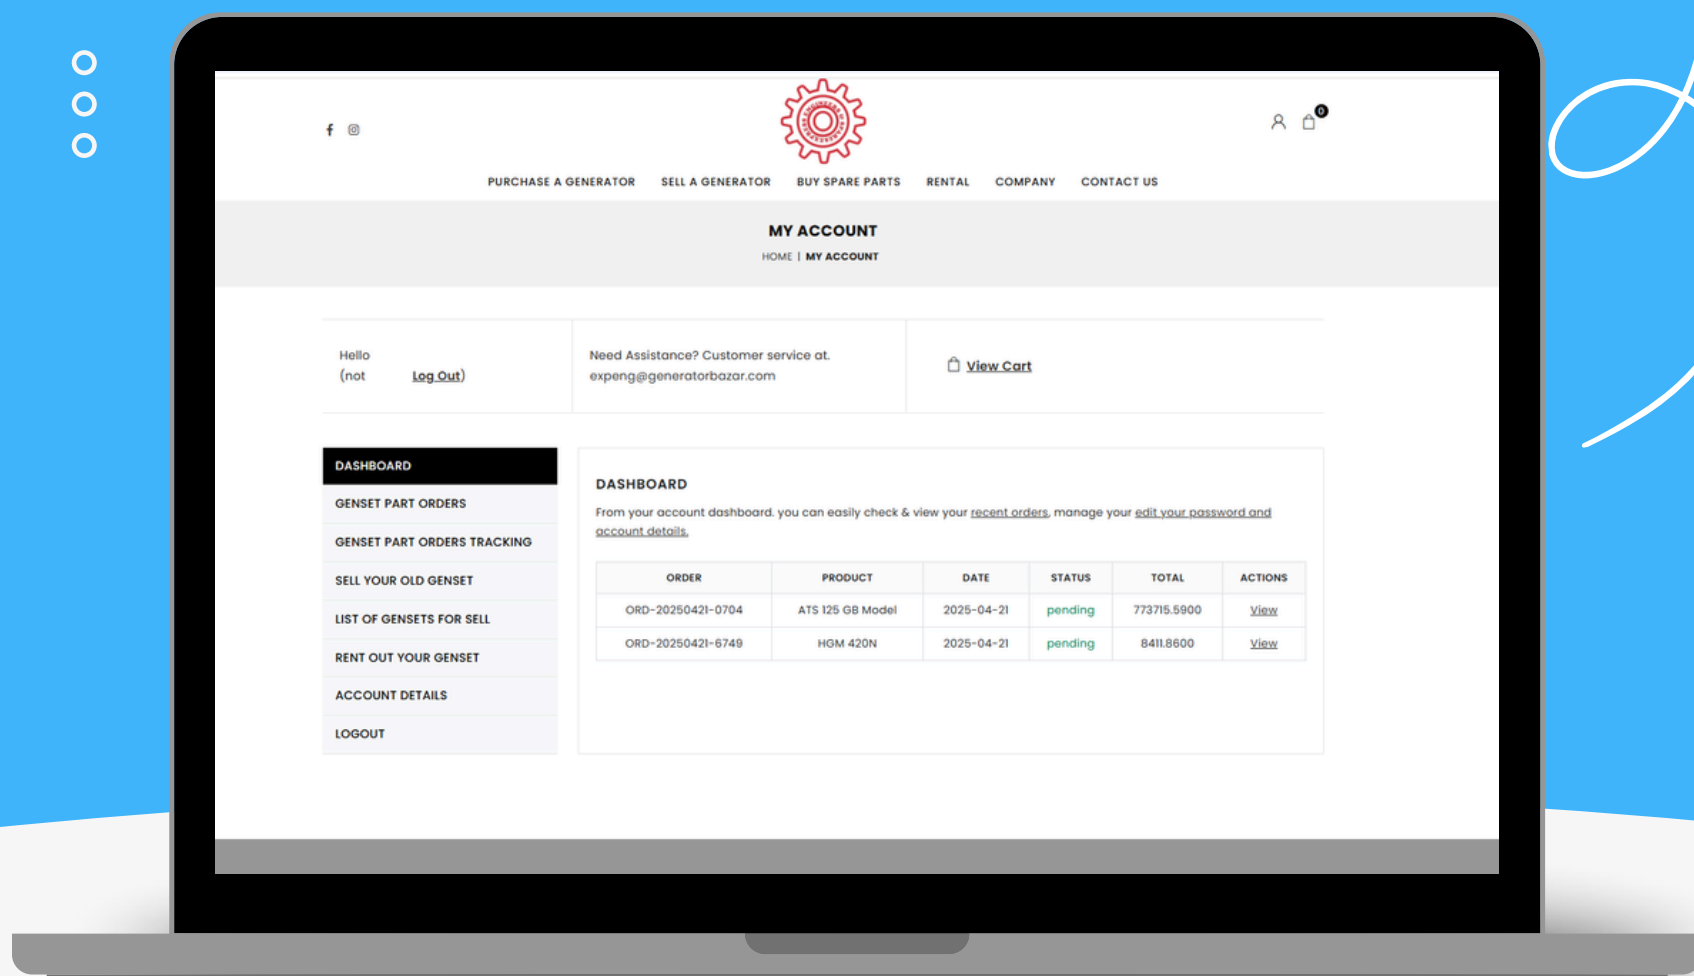 0
PURCHASE A GENERATOR SELL A GENERATOR BUY SPARE PARTS RENTAL COMPANY CONTACT US
MY ACCOUNT
HOME | MY ACCOUNT
Hello
(not Log Out)
Need Assistance? Customer service at.
expeng@generatorbazar.com
View Cart
DASHBOARD
GENSET PART ORDERS
GENSET PART ORDERS TRACKING
SELL YOUR OLD GENSET
LIST OF GENSETS FOR SELL
RENT OUT YOUR GENSET
ACCOUNT DETAILS
LOGOUT
DASHBOARD
From your account dashboard. you can easily check & view your recent orders, manage your edit your password and
account details.
ORDER PRODUCT DATE STATUS TOTAL ACTIONS
ORD-20250421-0704 ATS 125 GB Model 2025-04-21 pending 773715.5900 View
ORD-20250421-6749 HGM 420N 2025-04-21 pending 8411.8600 View